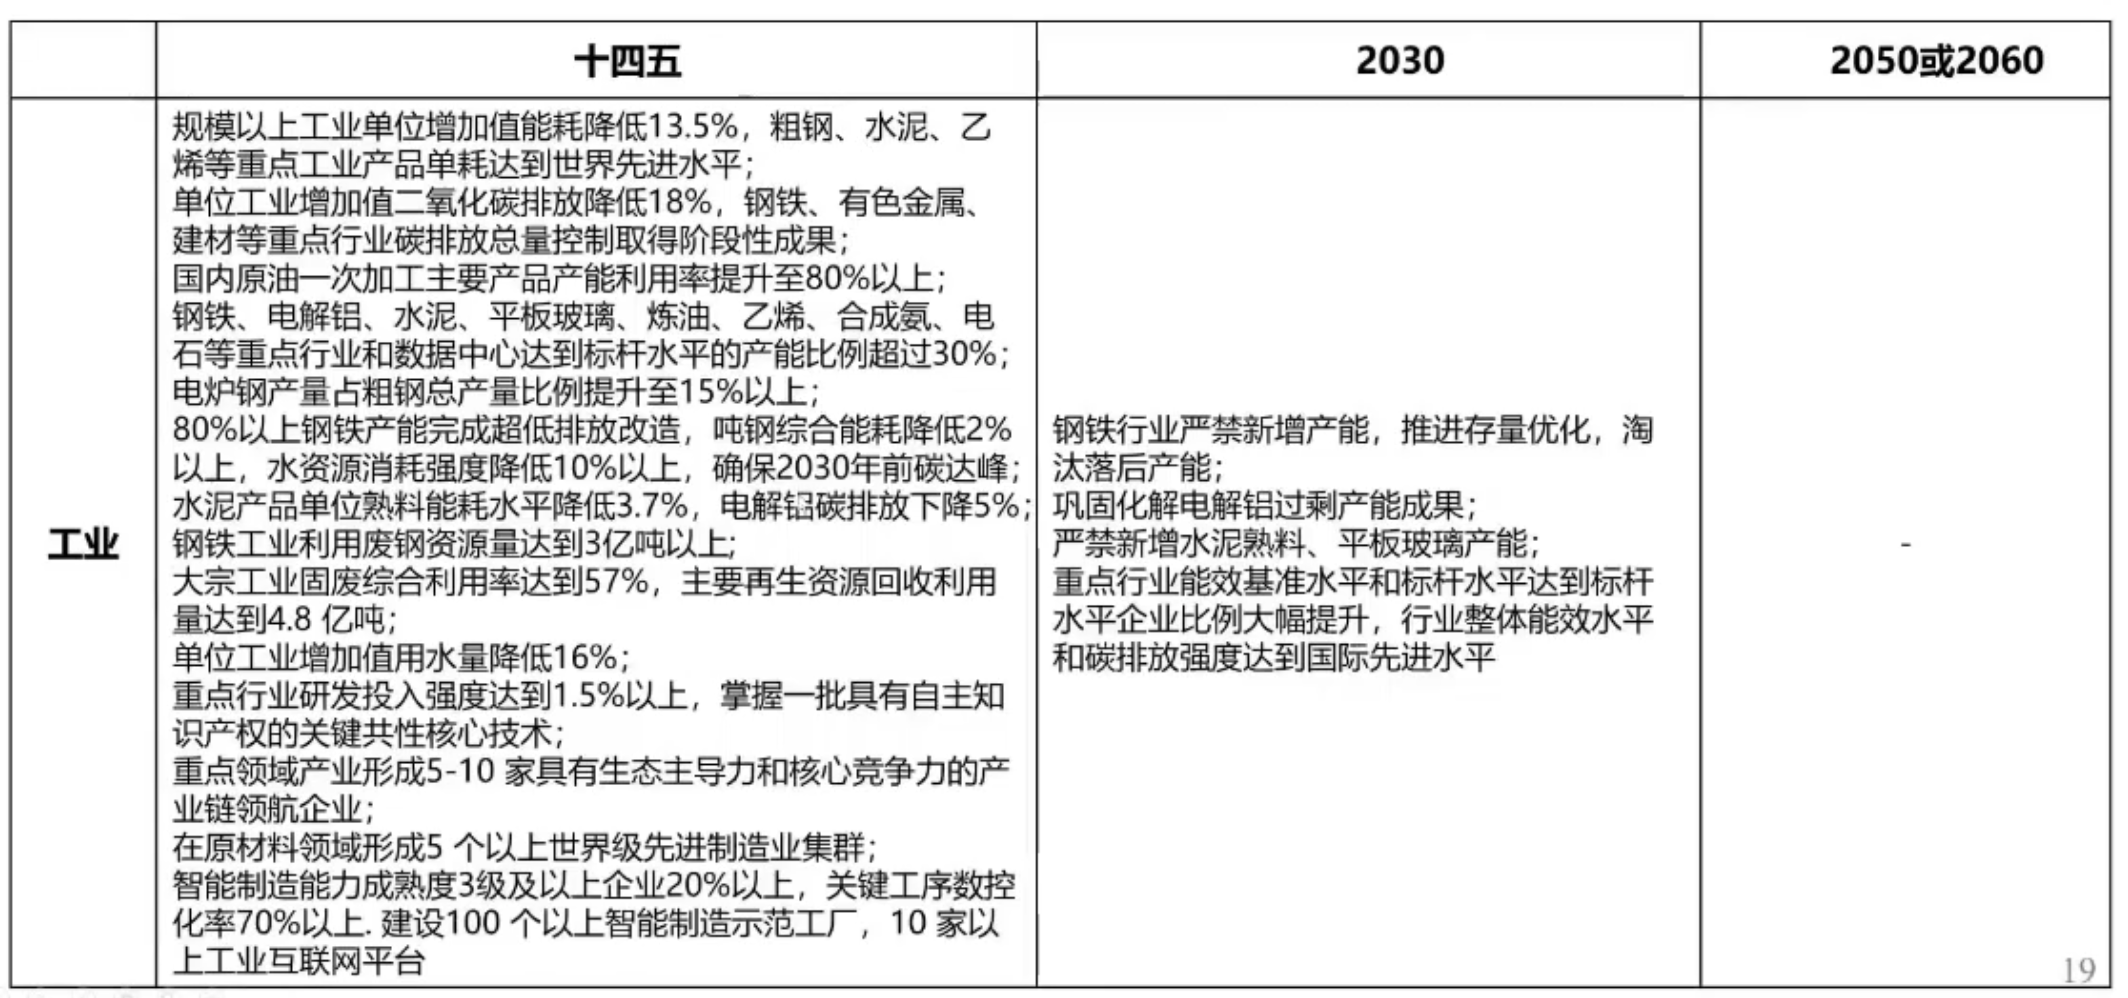 十四五
2030
2050或2060
工业
规模以上工业单位增加值能耗降低13.5%，粗钢、水泥、乙
烯等重点工业产品单耗达到世界先进水平；
单位工业增加值二氧化碳排放降低18%，钢铁、有色金属、
建材等重点行业碳排放总量控制取得阶段性成果；
国内原油一次加工主要产品产能利用率提升至80%以上；
钢铁、电解铝、水泥、平板玻璃、炼油、乙烯、合成氨、电
石等重点行业和数据中心达到标杆水平的产能比例超过30%；
电炉钢产量占粗钢总产量比例提升至15%以上；
80%以上钢铁产能完成超低排放改造，吨钢综合能耗降低2%
以上，水资源消耗强度降低10%以上，确保2030年前碳达峰；
水泥产品单位熟料能耗水平降低3.7%，电解铝碳排放下降5%；
钢铁工业利用废钢资源量达到3亿吨以上;
大宗工业固废综合利用率达到57%，主要再生资源回收利用
量达到4.8 亿吨；
单位工业增加值用水量降低16%；
重点行业研发投入强度达到1.5%以上，掌握一批具有自主知
识产权的关键共性核心技术；
重点领域产业形成5-10 家具有生态主导力和核心竞争力的产
业链领航企业；
在原材料领域形成5 个以上世界级先进制造业集群；
智能制造能力成熟度3级及以上企业20%以上，关键工序数控
化率70%以上. 建设100 个以上智能制造示范工厂，10 家以
上工业互联网平台
钢铁行业严禁新增产能，推进存量优化，淘
汰落后产能；
巩固化解电解铝过剩产能成果；
严禁新增水泥熟料、平板玻璃产能；
重点行业能效基准水平和标杆水平达到标杆
水平企业比例大幅提升，行业整体能效水平
和碳排放强度达到国际先进水平
-
19